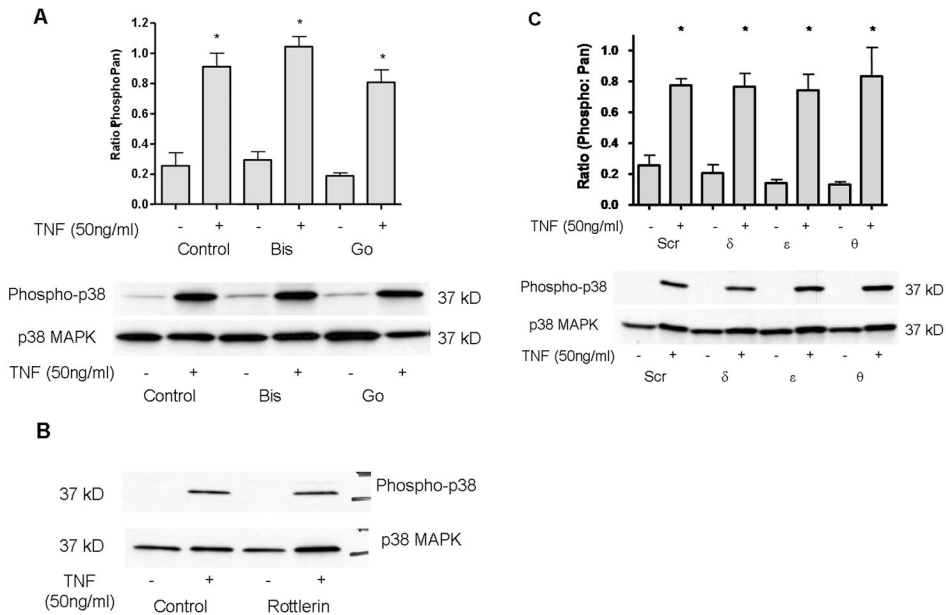 A
Ratio (Phospho Pan)
1.2
1.0
0.8
0.6
0.4
0.2
0.0
* * *
TNF (50ng/ml) - + - + - +
Control Bis Go
Phospho-p38 37 kD
p38 MAPK 37 kD
TNF (50ng/ml) - + - + - +
Control Bis Go
B
37 kD Phospho-p38
37 kD p38 MAPK
TNF - + - +
(50ng/ml)
Control Rottlerin
C
Ratio (Phospho: Pan)
1.0
0.8
0.6
0.4
0.2
0.0
* * * *
TNF (50ng/ml) - + - + - + - +
Scr δ ε θ
Phospho-p38 37 kD
p38 MAPK 37 kD
TNF (50ng/ml) - + - + - + - +
Scr δ ε θ